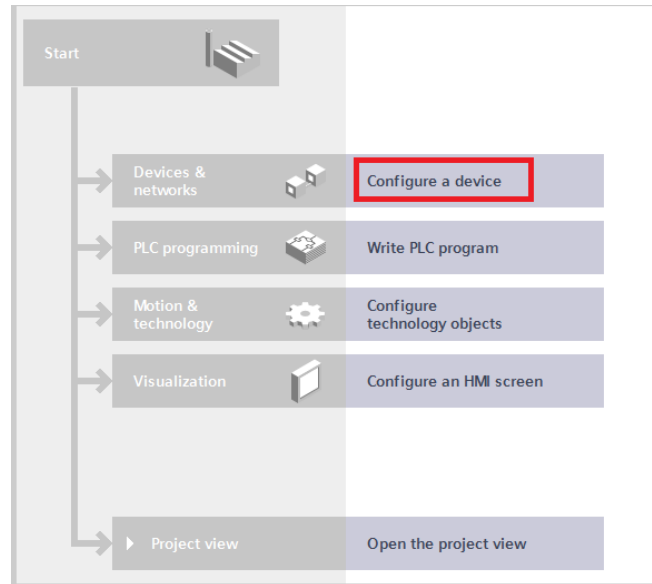 Start
Devices &
networks
Configure a device
PLC programming
Write PLC program
Motion &
technology
Configure
technology objects
Visualization
Configure an HMI screen
Project view
Open the project view